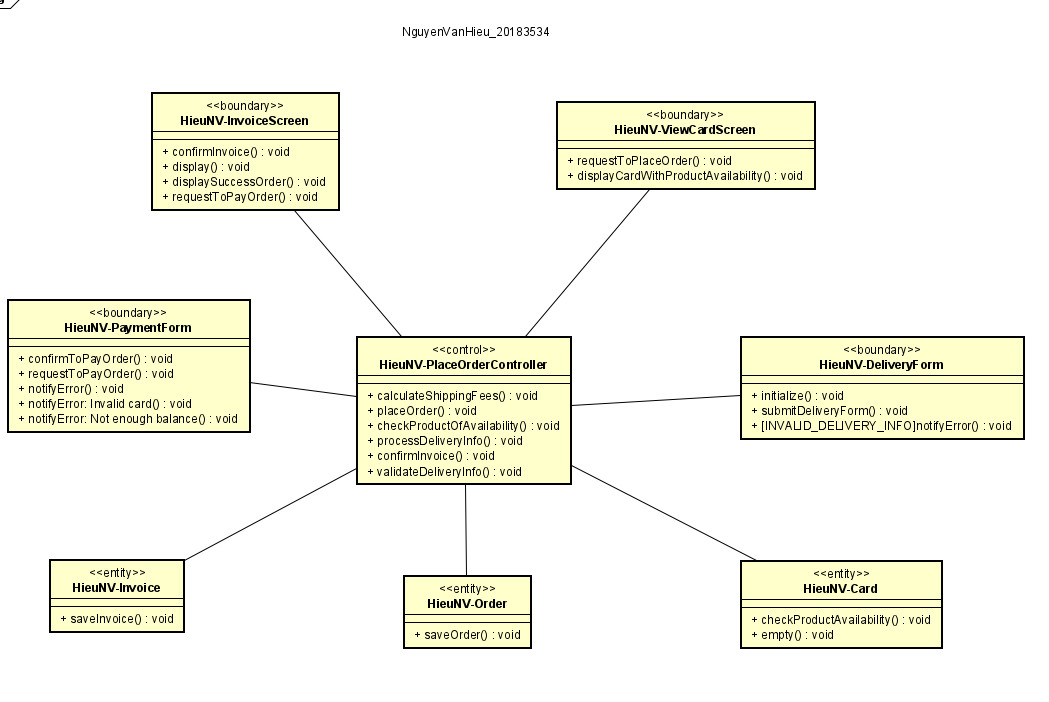 NguyenVanHieu_20183534
<<boundary>>
HieuNV-InvoiceScreen
+ confirmInvoice() : void
+ display() : void
+ displaySuccessOrder() : void
+ requestToPayOrder() : void
<<boundary>>
HieuNV-ViewCardScreen
+ requestToPlaceOrder() : void
+ displayCardWithProductAvailability() : void
<<boundary>>
HieuNV-PaymentForm
+ confirmToPayOrder() : void
+ requestToPayOrder() : void
+ notifyError() : void
+ notifyError: Invalid card() : void
+ notifyError: Not enough balance() : void
<<control>>
HieuNV-PlaceOrderController
+ calculateShippingFees() : void
+ placeOrder() : void
+ checkProductOfAvailability() : void
+ processDeliveryInfo() : void
+ confirmInvoice() : void
+ validateDeliveryInfo() : void
<<boundary>>
HieuNV-DeliveryForm
+ initialize() : void
+ submitDeliveryForm() : void
+ [INVALID_DELIVERY_INFO]notifyError() : void
<<entity>>
HieuNV-Invoice
+ saveInvoice() : void
<<entity>>
HieuNV-Order
+ saveOrder() : void
<<entity>>
HieuNV-Card
+ checkProductAvailability() : void
+ empty() : void